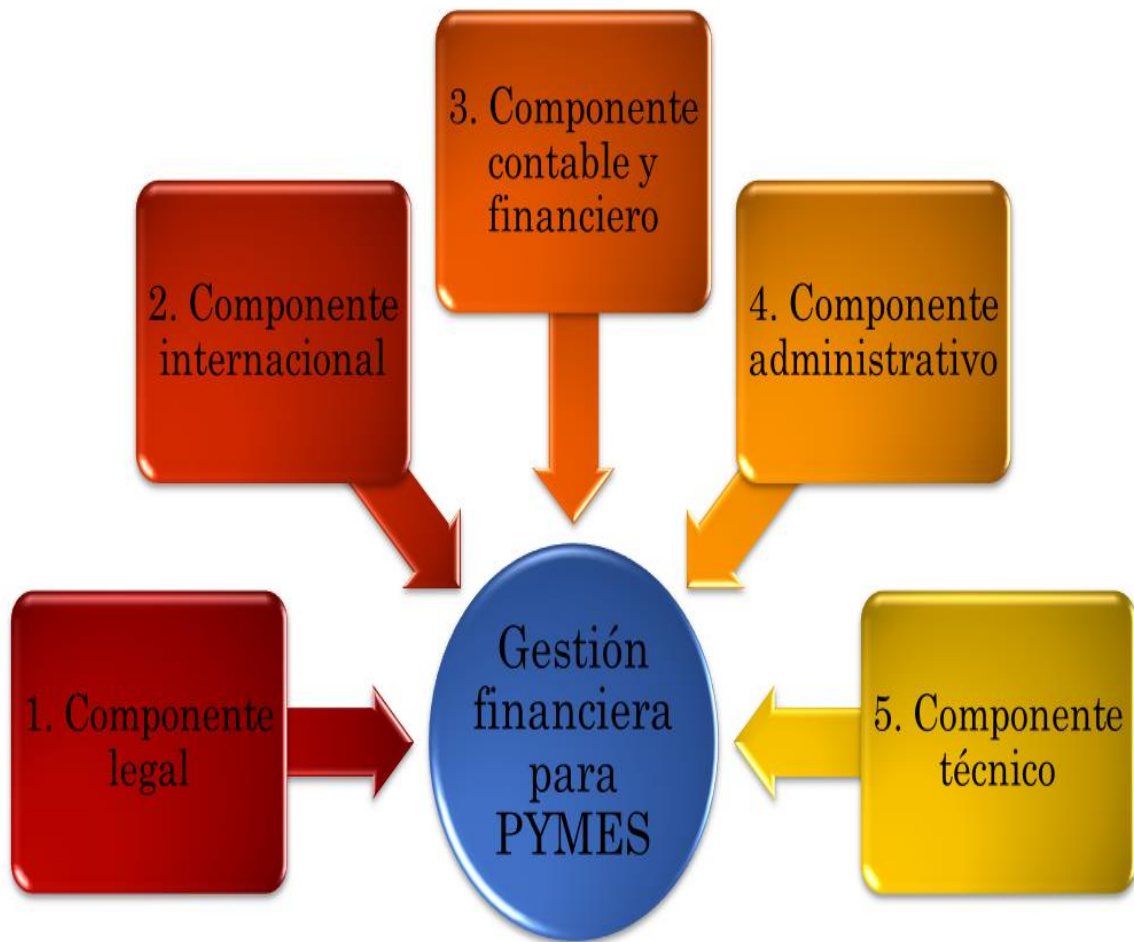 1. Componente
legal
2. Componente
internacional
3. Componente
contable y
financiero
4. Componente
administrativo
5. Componente
técnico
Gestión
financiera
para
PYMES